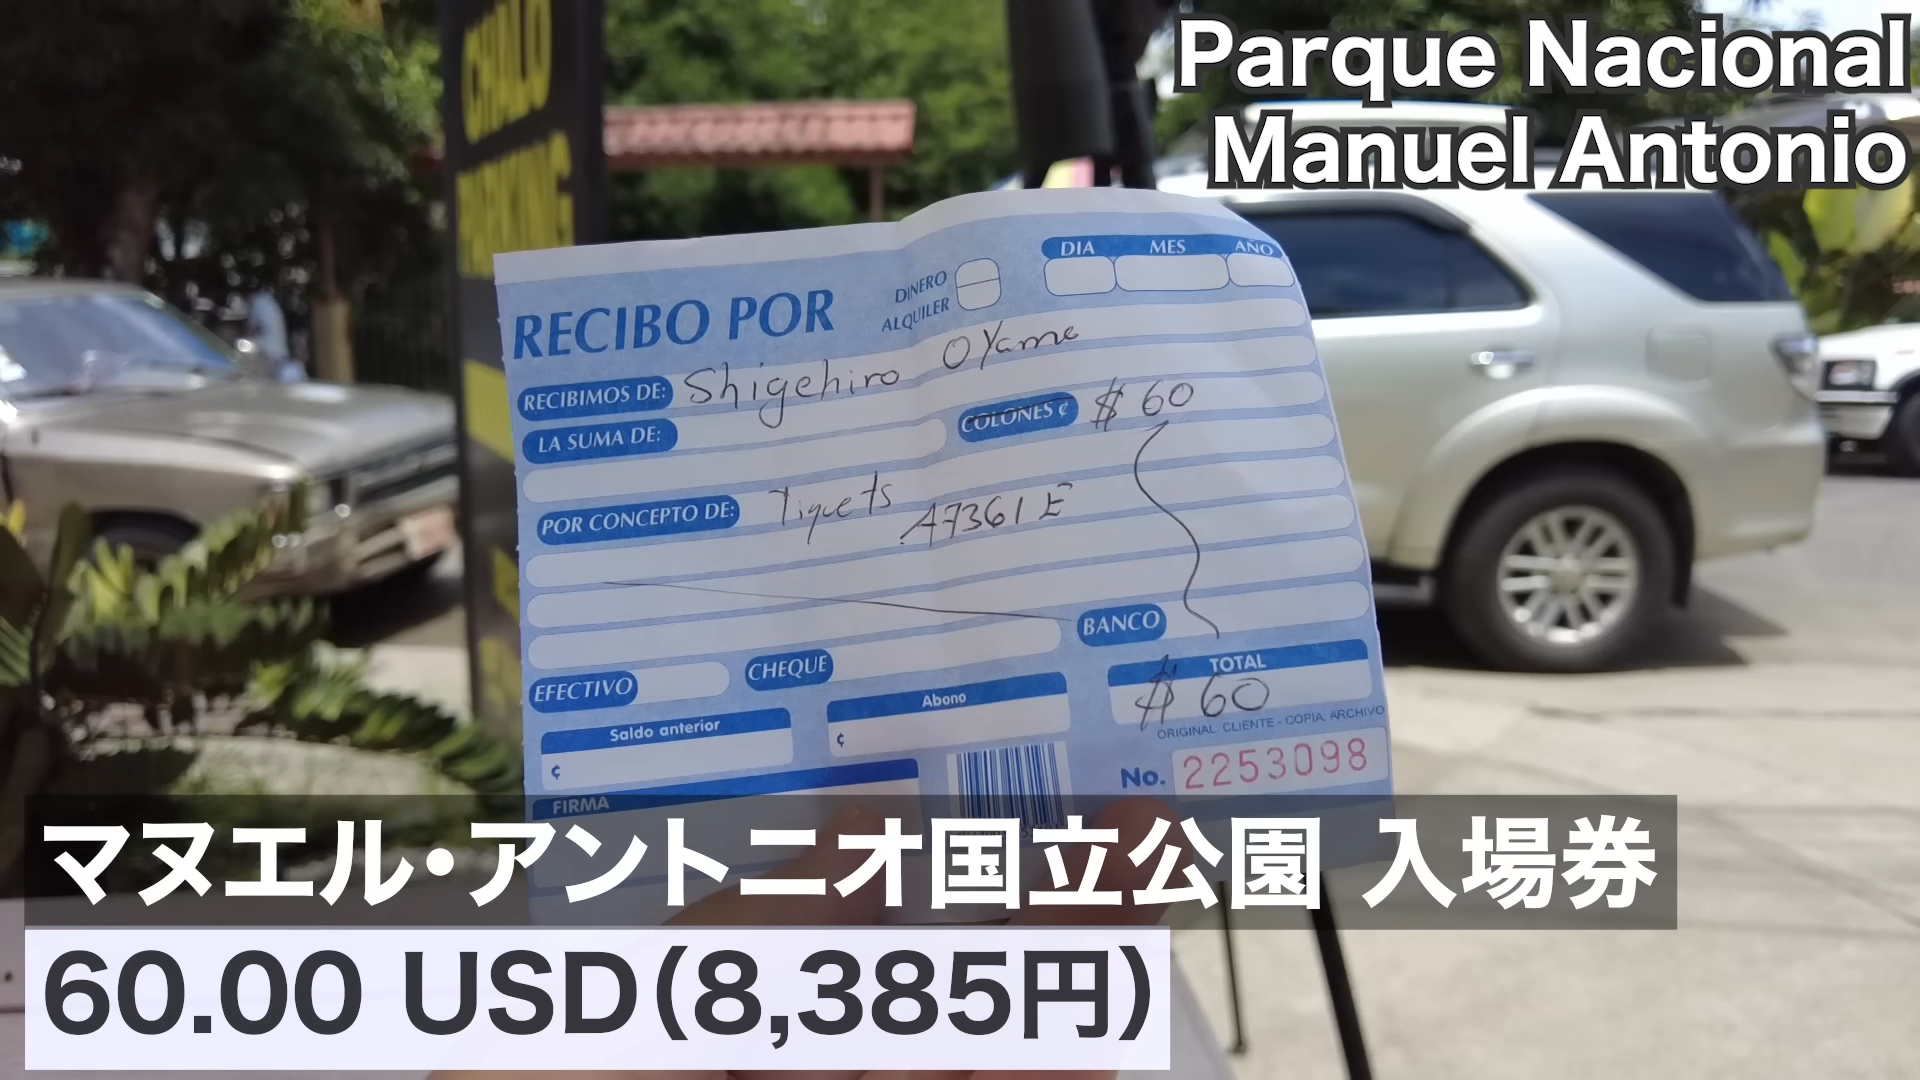 Parque Nacional
Manuel Antonio
CHALO
PARKING
RECIBO POR
DINERO
ALQUILER
DIA MES AÑO
RECIBIMOS DE: Shigehiro OYame
LA SUMA DE: COLONES ¢ $ 60
POR CONCEPTO DE: Tiquets A7361E
BANCO
EFECTIVO CHEQUE
TOTAL
$ 60
Saldo anterior
¢
Abono
¢
ORIGINAL: CLIENTE - COPIA: ARCHIVO
No. 2253098
FIRMA
マヌエル・アントニオ国立公園 入場券
60.00 USD（8,385円）